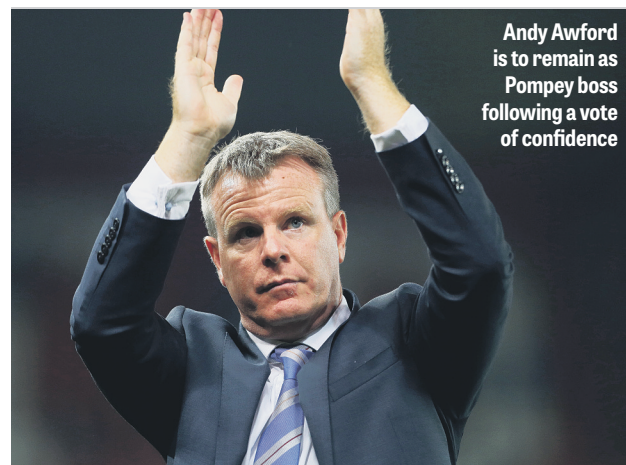 Andy Awford
is to remain as
Pompey boss
following a vote
of confidence